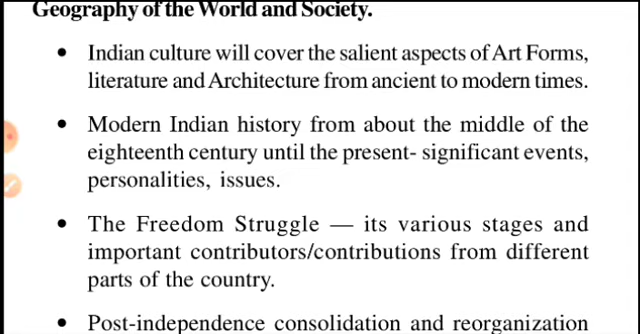 Geography of the World and Society.
• Indian culture will cover the salient aspects of Art Forms,
literature and Architecture from ancient to modern times.
• Modern Indian history from about the middle of the
eighteenth century until the present- significant events,
personalities, issues.
• The Freedom Struggle — its various stages and
important contributors/contributions from different
parts of the country.
• Post-independence consolidation and reorganization